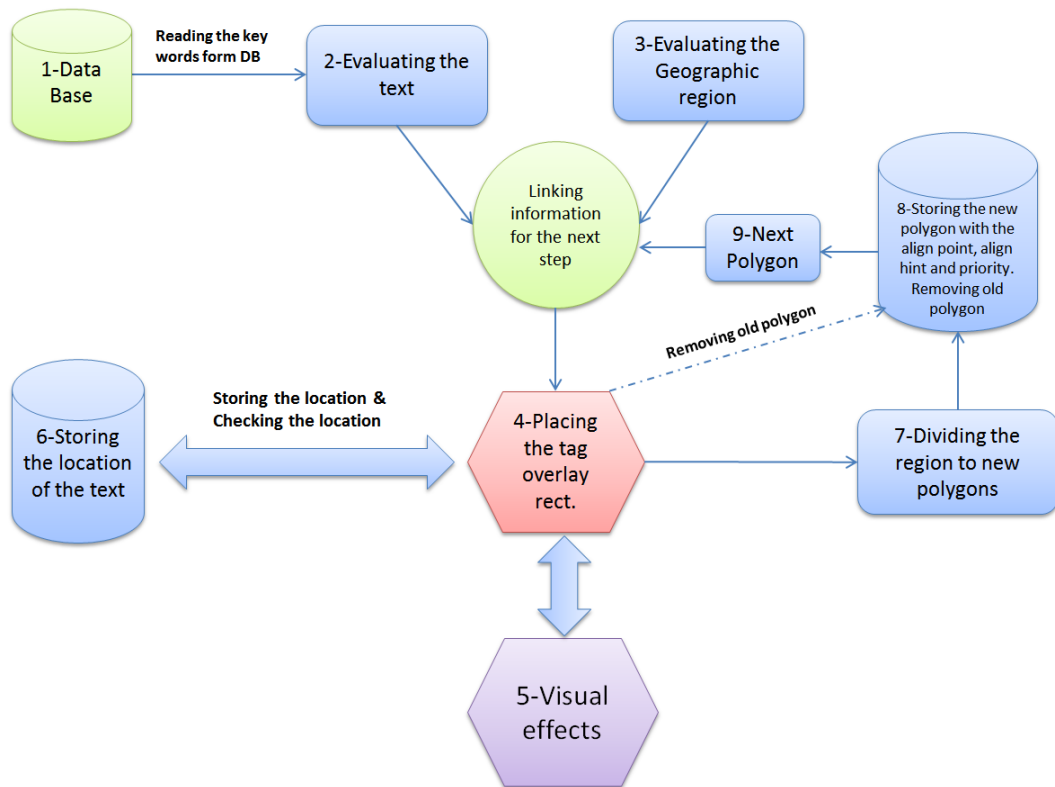 1-Data
Base
Reading the key
words form DB
2-Evaluating the
text
3-Evaluating the
Geographic
region
Linking
information
for the next
step
9-Next
Polygon
8-Storing the new
polygon with the
align point, align
hint and priority.
Removing old
polygon
Removing old polygon
6-Storing
the location
of the text
Storing the location &
Checking the location
4-Placing
the tag
overlay
rect.
7-Dividing the
region to new
polygons
5-Visual
effects